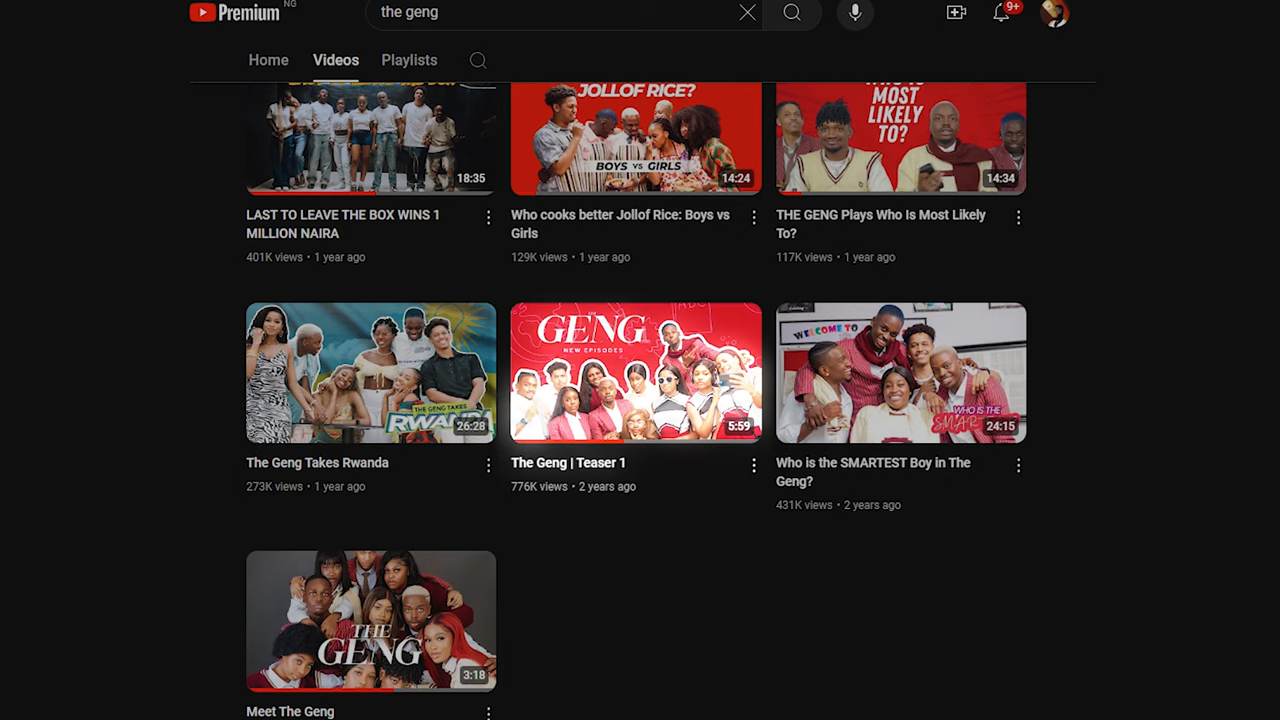 Premium NG
the geng
9+
Home Videos Playlists
JOLLOF RICE?
BOYS VS GIRLS
MOST
LIKELY
TO?
18:35
14:24
14:34
LAST TO LEAVE THE BOX WINS 1
MILLION NAIRA
401K views • 1 year ago
Who cooks better Jollof Rice: Boys vs
Girls
129K views • 1 year ago
THE GENG Plays Who Is Most Likely
To?
117K views • 1 year ago
THE GENG TAKES
RWANDA
26:28
THE
GENG
NEW EPISODES
ABC
5:59
WELCOME TO
WHO IS THE
SMAR
24:15
The Geng Takes Rwanda
273K views • 1 year ago
The Geng | Teaser 1
776K views • 2 years ago
Who is the SMARTEST Boy in The
Geng?
431K views • 2 years ago
THE
GENG
3:18
Meet The Geng